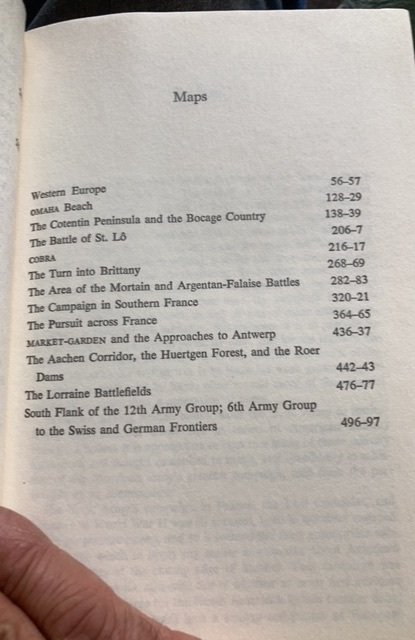 Maps
Western Europe 56–57
OMAHA Beach 128–29
The Cotentin Peninsula and the Bocage Country 138–39
The Battle of St. Lô 206–7
COBRA 216–17
The Turn into Brittany 268–69
The Area of the Mortain and Argentan-Falaise Battles 282–83
The Campaign in Southern France 320–21
The Pursuit across France 364–65
MARKET-GARDEN and the Approaches to Antwerp 436–37
The Aachen Corridor, the Huertgen Forest, and the Roer
Dams 442–43
The Lorraine Battlefields 476–77
South Flank of the 12th Army Group; 6th Army Group
to the Swiss and German Frontiers 496–97